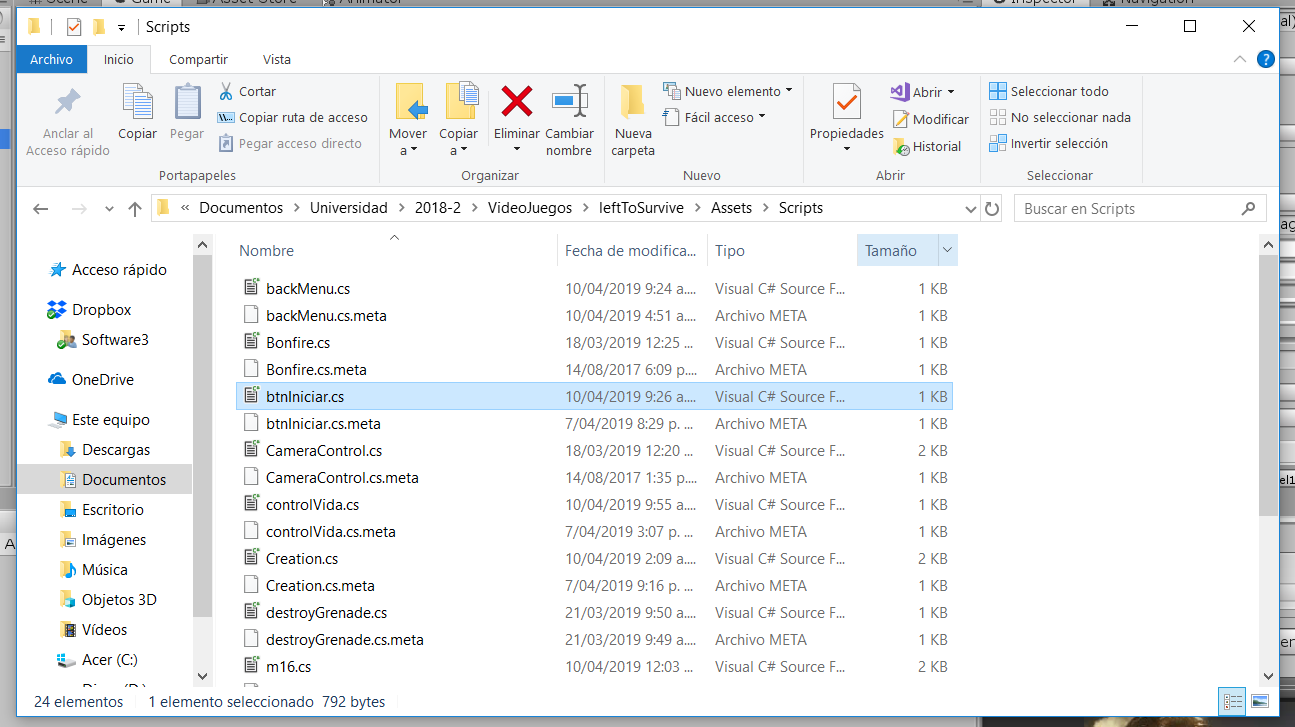 Scene Game Asset Store Animator Inspector Navigation
Scripts
Archivo Inicio Compartir Vista
Anclar al Acceso rápido
Copiar
Pegar
Cortar
Copiar ruta de acceso
Pegar acceso directo
Portapapeles
Mover a
Copiar a
Eliminar
Cambiar nombre
Organizar
Nueva carpeta
Nuevo elemento
Fácil acceso
Nuevo
Propiedades
Abrir
Modificar
Historial
Abrir
Seleccionar todo
No seleccionar nada
Invertir selección
Seleccionar
« Documentos > Universidad > 2018-2 > VideoJuegos > leftToSurvive > Assets > Scripts
Buscar en Scripts
Acceso rápido
Dropbox
Software3
OneDrive
Este equipo
Descargas
Documentos
Escritorio
Imágenes
Música
Objetos 3D
Vídeos
Acer (C:)
Nombre Fecha de modifica... Tipo Tamaño
backMenu.cs 10/04/2019 9:24 a.... Visual C# Source F... 1 KB
backMenu.cs.meta 10/04/2019 4:51 a.... Archivo META 1 KB
Bonfire.cs 18/03/2019 12:25 ... Visual C# Source F... 1 KB
Bonfire.cs.meta 14/08/2017 6:09 p.... Archivo META 1 KB
btnIniciar.cs 10/04/2019 9:26 a.... Visual C# Source F... 1 KB
btnIniciar.cs.meta 7/04/2019 8:29 p. ... Archivo META 1 KB
CameraControl.cs 18/03/2019 12:20 ... Visual C# Source F... 2 KB
CameraControl.cs.meta 14/08/2017 1:35 p.... Archivo META 1 KB
controlVida.cs 10/04/2019 9:55 a.... Visual C# Source F... 1 KB
controlVida.cs.meta 7/04/2019 3:07 p. ... Archivo META 1 KB
Creation.cs 10/04/2019 2:09 a.... Visual C# Source F... 2 KB
Creation.cs.meta 7/04/2019 9:16 p. ... Archivo META 1 KB
destroyGrenade.cs 21/03/2019 9:50 a.... Visual C# Source F... 1 KB
destroyGrenade.cs.meta 21/03/2019 9:49 a.... Archivo META 1 KB
m16.cs 10/04/2019 12:03 ... Visual C# Source F... 2 KB
24 elementos 1 elemento seleccionado 792 bytes